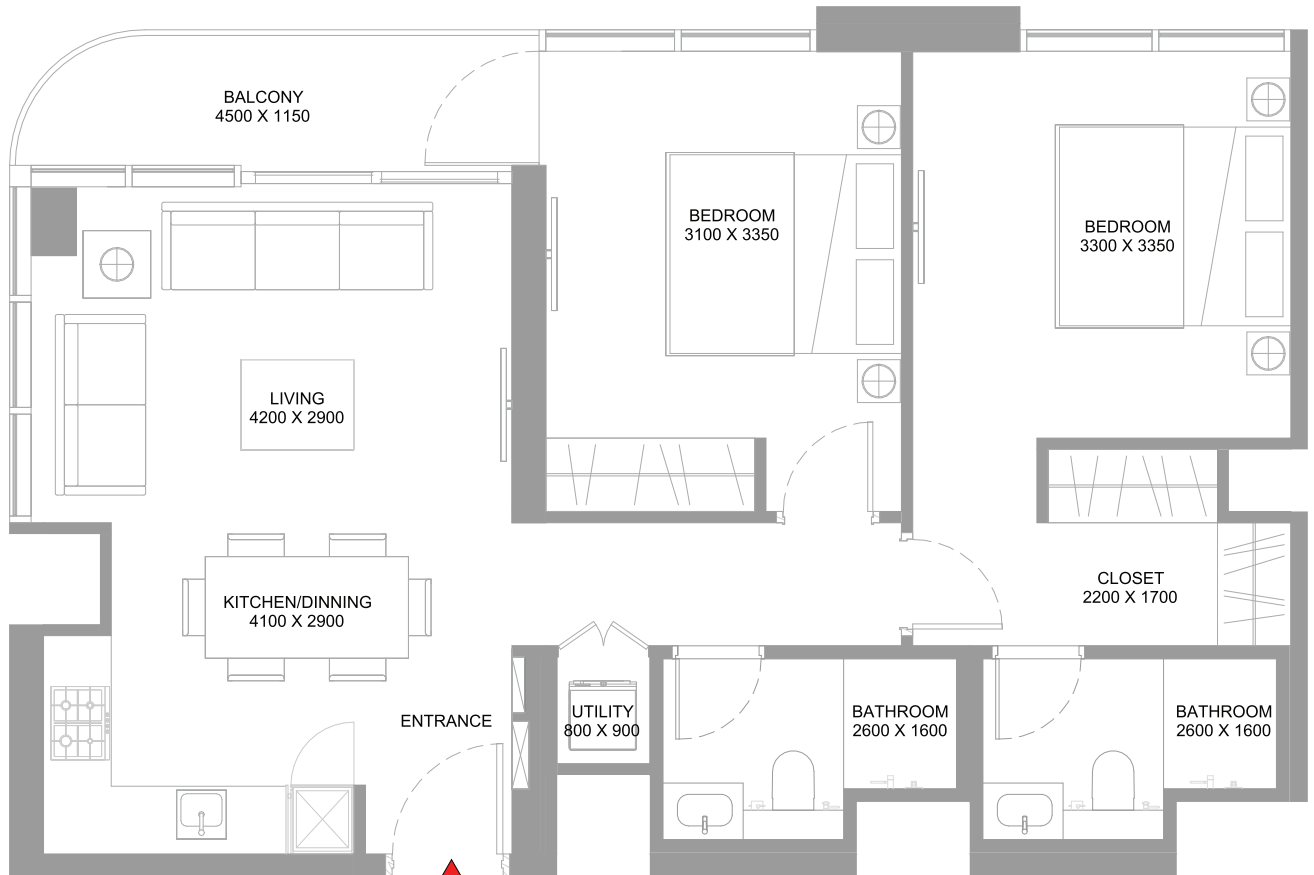 BALCONY
4500 X 1150
BEDROOM
3100 X 3350
BEDROOM
3300 X 3350
LIVING
4200 X 2900
KITCHEN/DINNING
4100 X 2900
CLOSET
2200 X 1700
ENTRANCE
UTILITY
800 X 900
BATHROOM
2600 X 1600
BATHROOM
2600 X 1600